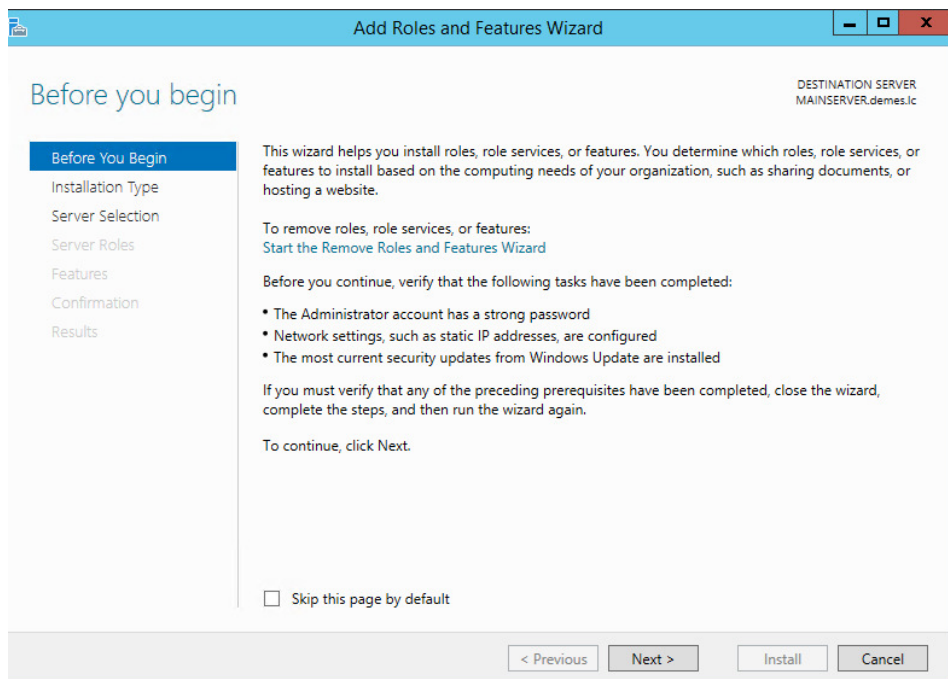 Add Roles and Features Wizard
Before you begin
DESTINATION SERVER
MAINSERVER.demes.lc
Before You Begin
Installation Type
Server Selection
Server Roles
Features
Confirmation
Results
This wizard helps you install roles, role services, or features. You determine which roles, role services, or
features to install based on the computing needs of your organization, such as sharing documents, or
hosting a website.
To remove roles, role services, or features:
Start the Remove Roles and Features Wizard
Before you continue, verify that the following tasks have been completed:
• The Administrator account has a strong password
• Network settings, such as static IP addresses, are configured
• The most current security updates from Windows Update are installed
If you must verify that any of the preceding prerequisites have been completed, close the wizard,
complete the steps, and then run the wizard again.
To continue, click Next.
Skip this page by default
< Previous
Next >
Install
Cancel